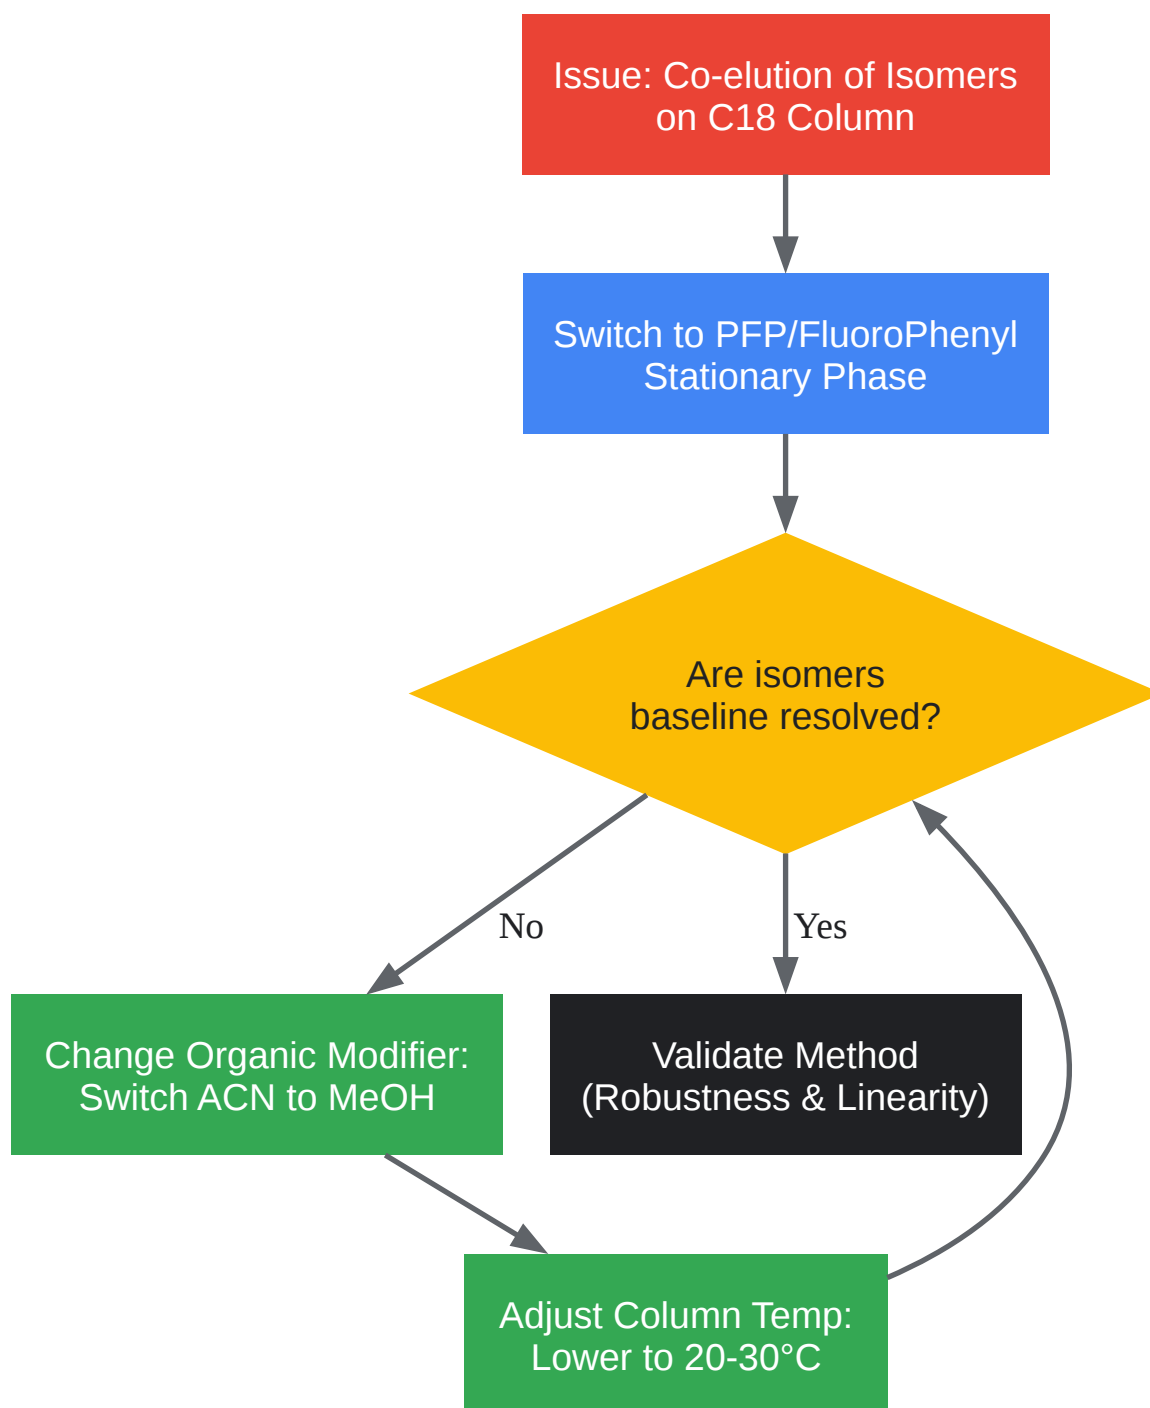 Issue: Co-elution of Isomers
on C18 Column
Switch to PFP/FluoroPhenyl
Stationary Phase
Are isomers
baseline resolved?
No
Yes
Change Organic Modifier:
Switch ACN to MeOH
Validate Method
(Robustness & Linearity)
Adjust Column Temp:
Lower to 20-30°C